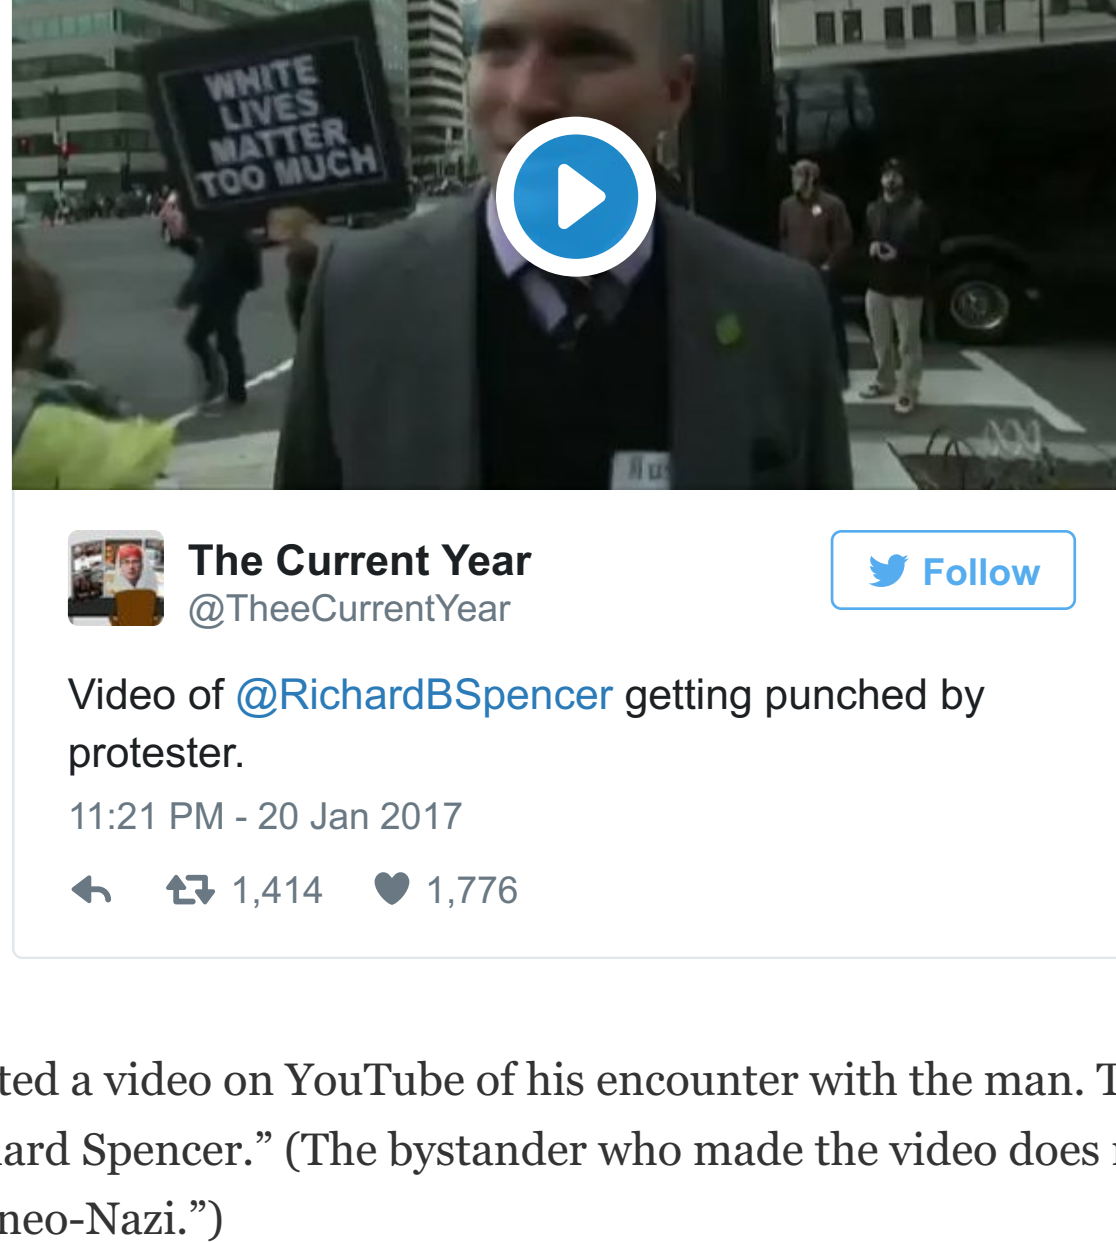 WHITE
LIVES
MATTER
TOO MUCH
The Current Year
@TheeCurrentYear
Follow
Video of @RichardBSpencer getting punched by
protester.
11:21 PM - 20 Jan 2017
1,414 1,776
ted a video on YouTube of his encounter with the man. T
ard Spencer.” (The bystander who made the video does
neo-Nazi.”)